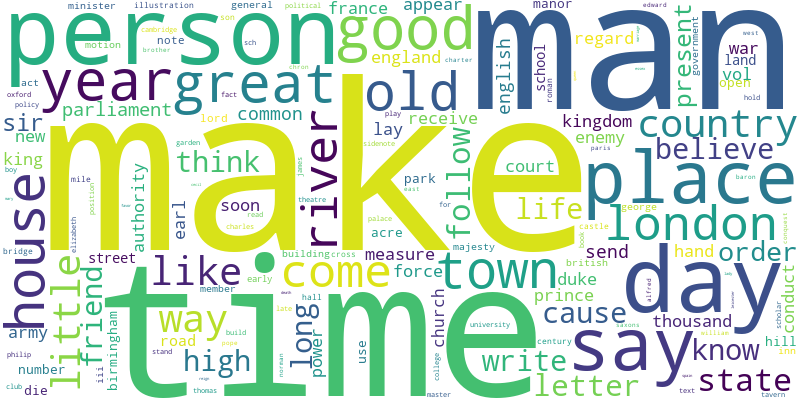 minister illustration general political appear manor edward
son france
cambridge
motion note sch english school war west
brother
person good man present
regard government
england land
chron charter roman vol
act fact open
year great old hold
oxford
policy
parliament common receive kingdom country
sir lord play enemy
new lay believe
king garden sidenote paris
boy mile think james river follow court
house make place
park baron
position authority soon read theatre east for life george
earl charles palace castle london
elizabeth acre book
bridge street building cross majesty send hand order
measure british
like come force town day
little friend member early duke conduct
hall prince alfred
army way long power late church cause thousand scholar
birmingham build university hill
road century saxons william
philip time say know inn
stand high use write
number iii norman college
club die thomas letter state
master text tavern